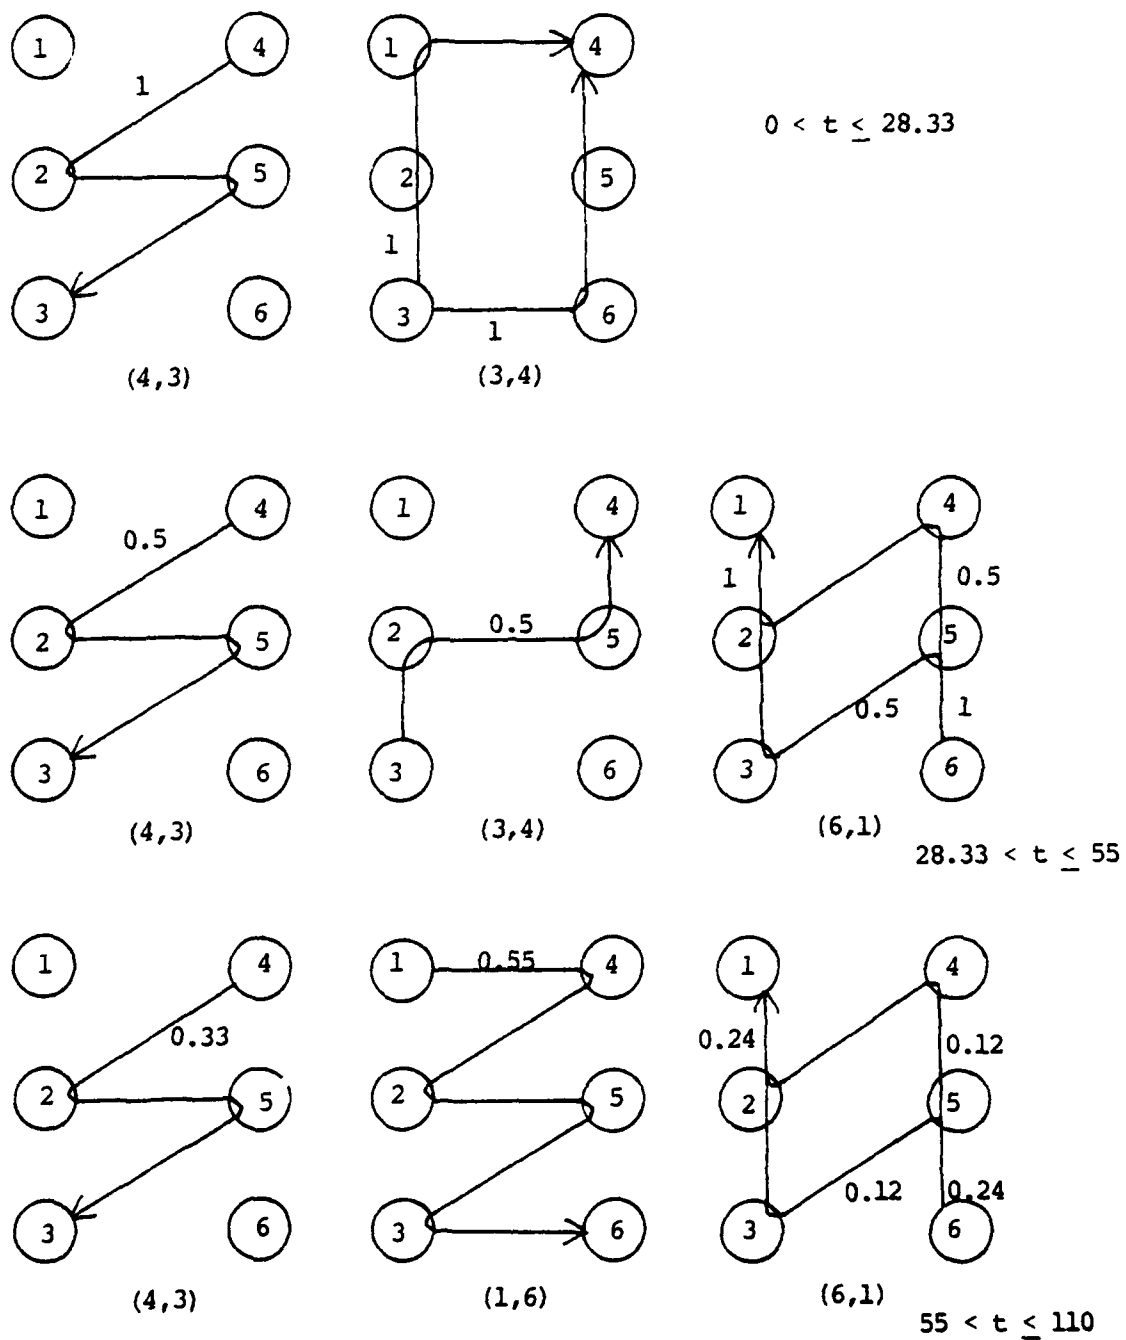 1 4 1 4
1
0 < t ≤ 28.33
2 5 2 5
1
3 6 3 6
1
(4,3) (3,4)
1 4 1 4 1 4
0.5 1 0.5
2 5 2 0.5 5 2 5
0.5 1
3 6 3 6 3 6
(4,3) (3,4) (6,1)
28.33 < t ≤ 55
1 4 1 0.55 4 1 4
0.33 0.24 0.12
2 5 2 5 2 5
0.12 0.24
3 6 3 6 3 6
(4,3) (1,6) (6,1)
55 < t ≤ 110